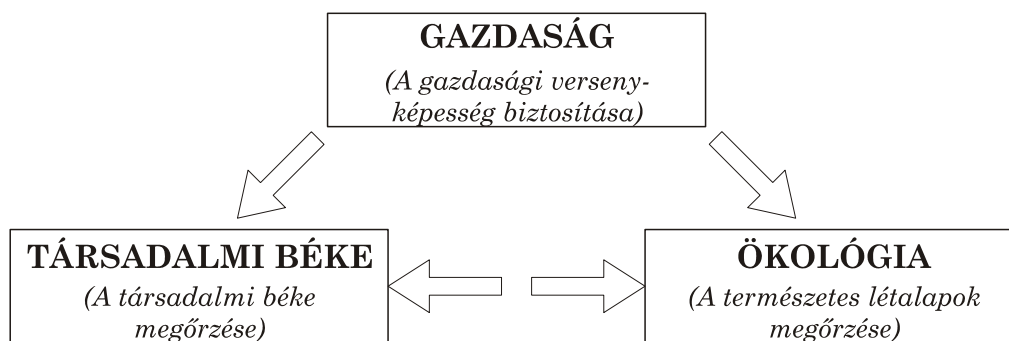 GAZDASÁG
(A gazdasági verseny-
képesség biztosítása)
TÁRSADALMI BÉKE
(A társadalmi béke
megőrzése)
ÖKOLÓGIA
(A természetes létalapok
megőrzése)